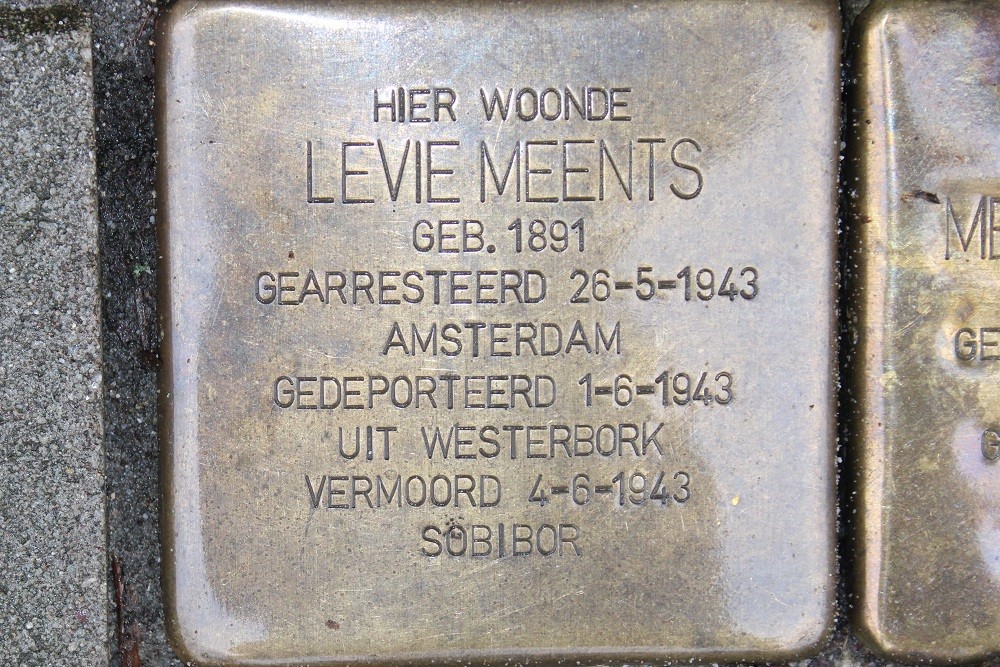 HIER WOONDE
LEVIE MEENTS
GEB. 1891
GEARRESTEERD 26-5-1943
AMSTERDAM
GEDEPORTEERD 1-6-1943
UIT WESTERBORK
VERMOORD 4-6-1943
SOBIBOR